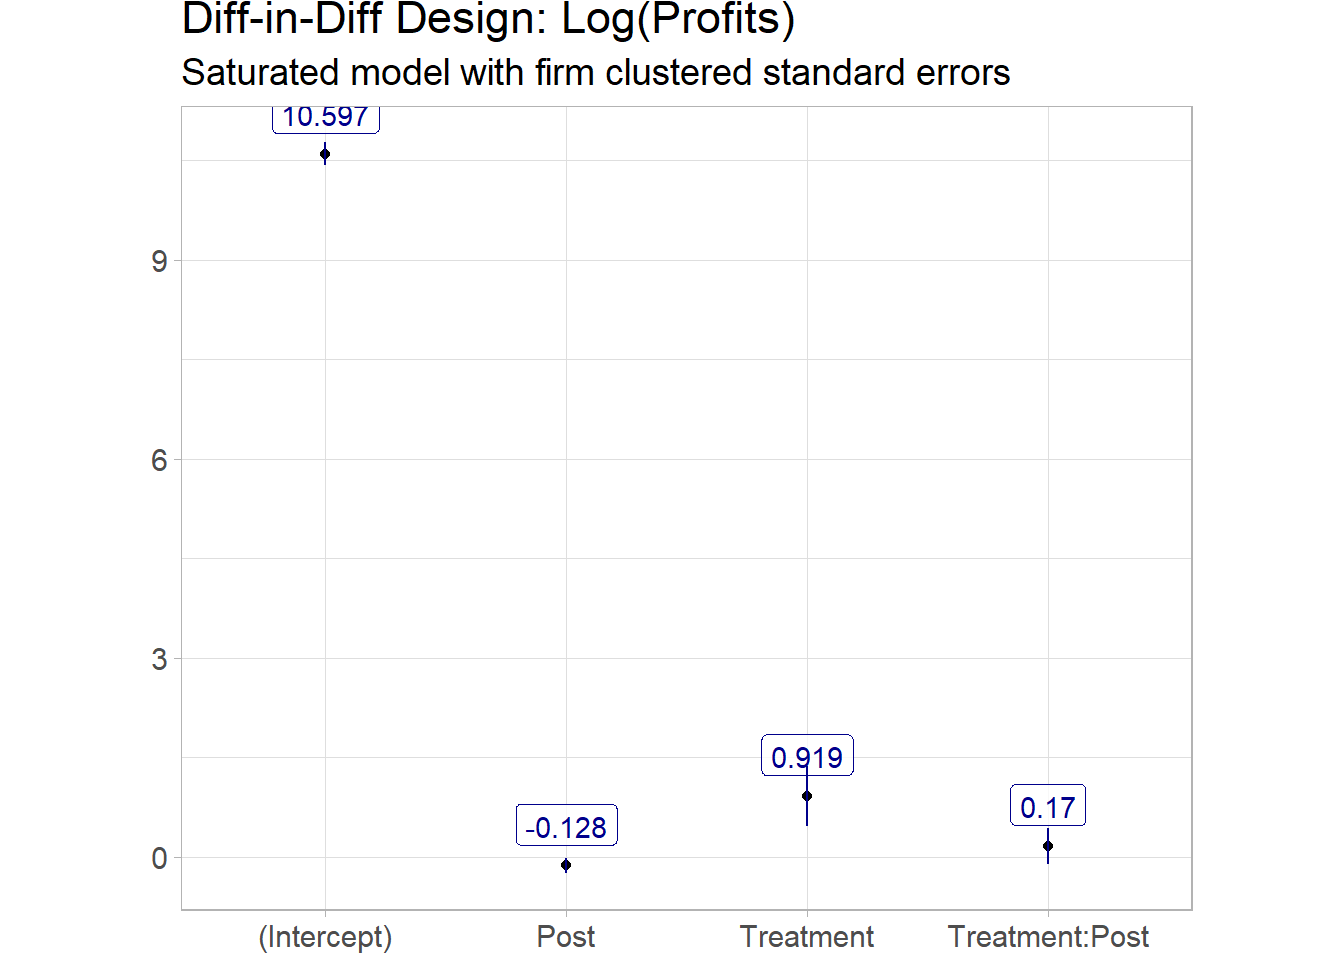 Diff-in-Diff Design: Log(Profits)
Saturated model with firm clustered standard errors
10.597
9
6
3
0.919
0.17
-0.128
0
(Intercept) Post Treatment Treatment:Post